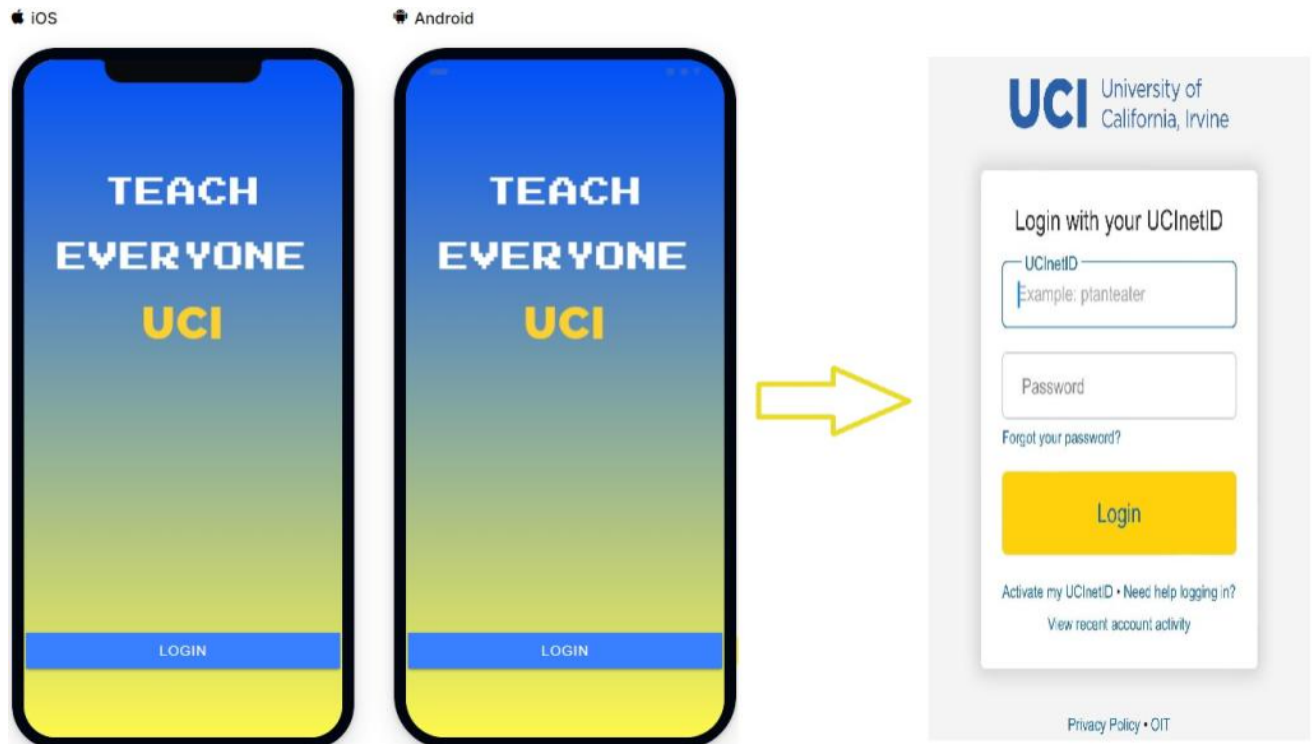 iOS
Android
TEACH
EVERYONE
UCI
LOGIN
TEACH
EVERYONE
UCI
LOGIN
UCI University of
California, Irvine
Login with your UCInetID
UCInetID
Example: ptanteater
Password
Forgot your password?
Login
Activate my UCInetID • Need help logging in?
View recent account activity
Privacy Policy • OIT